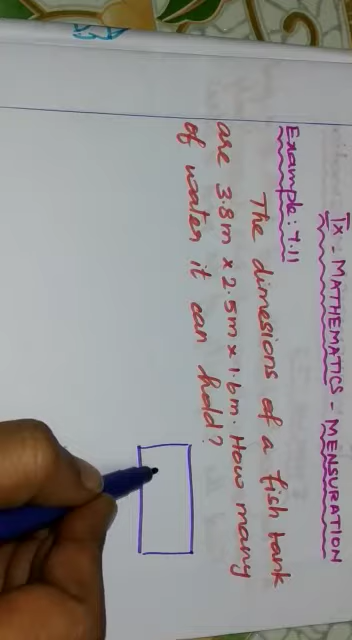 IX - MATHEMATICS - MENSURATION
Example: 7.11
The dimesions of a fish tank
are 3.8m x 2.5m x 1.6m. How many
of water it can hold?